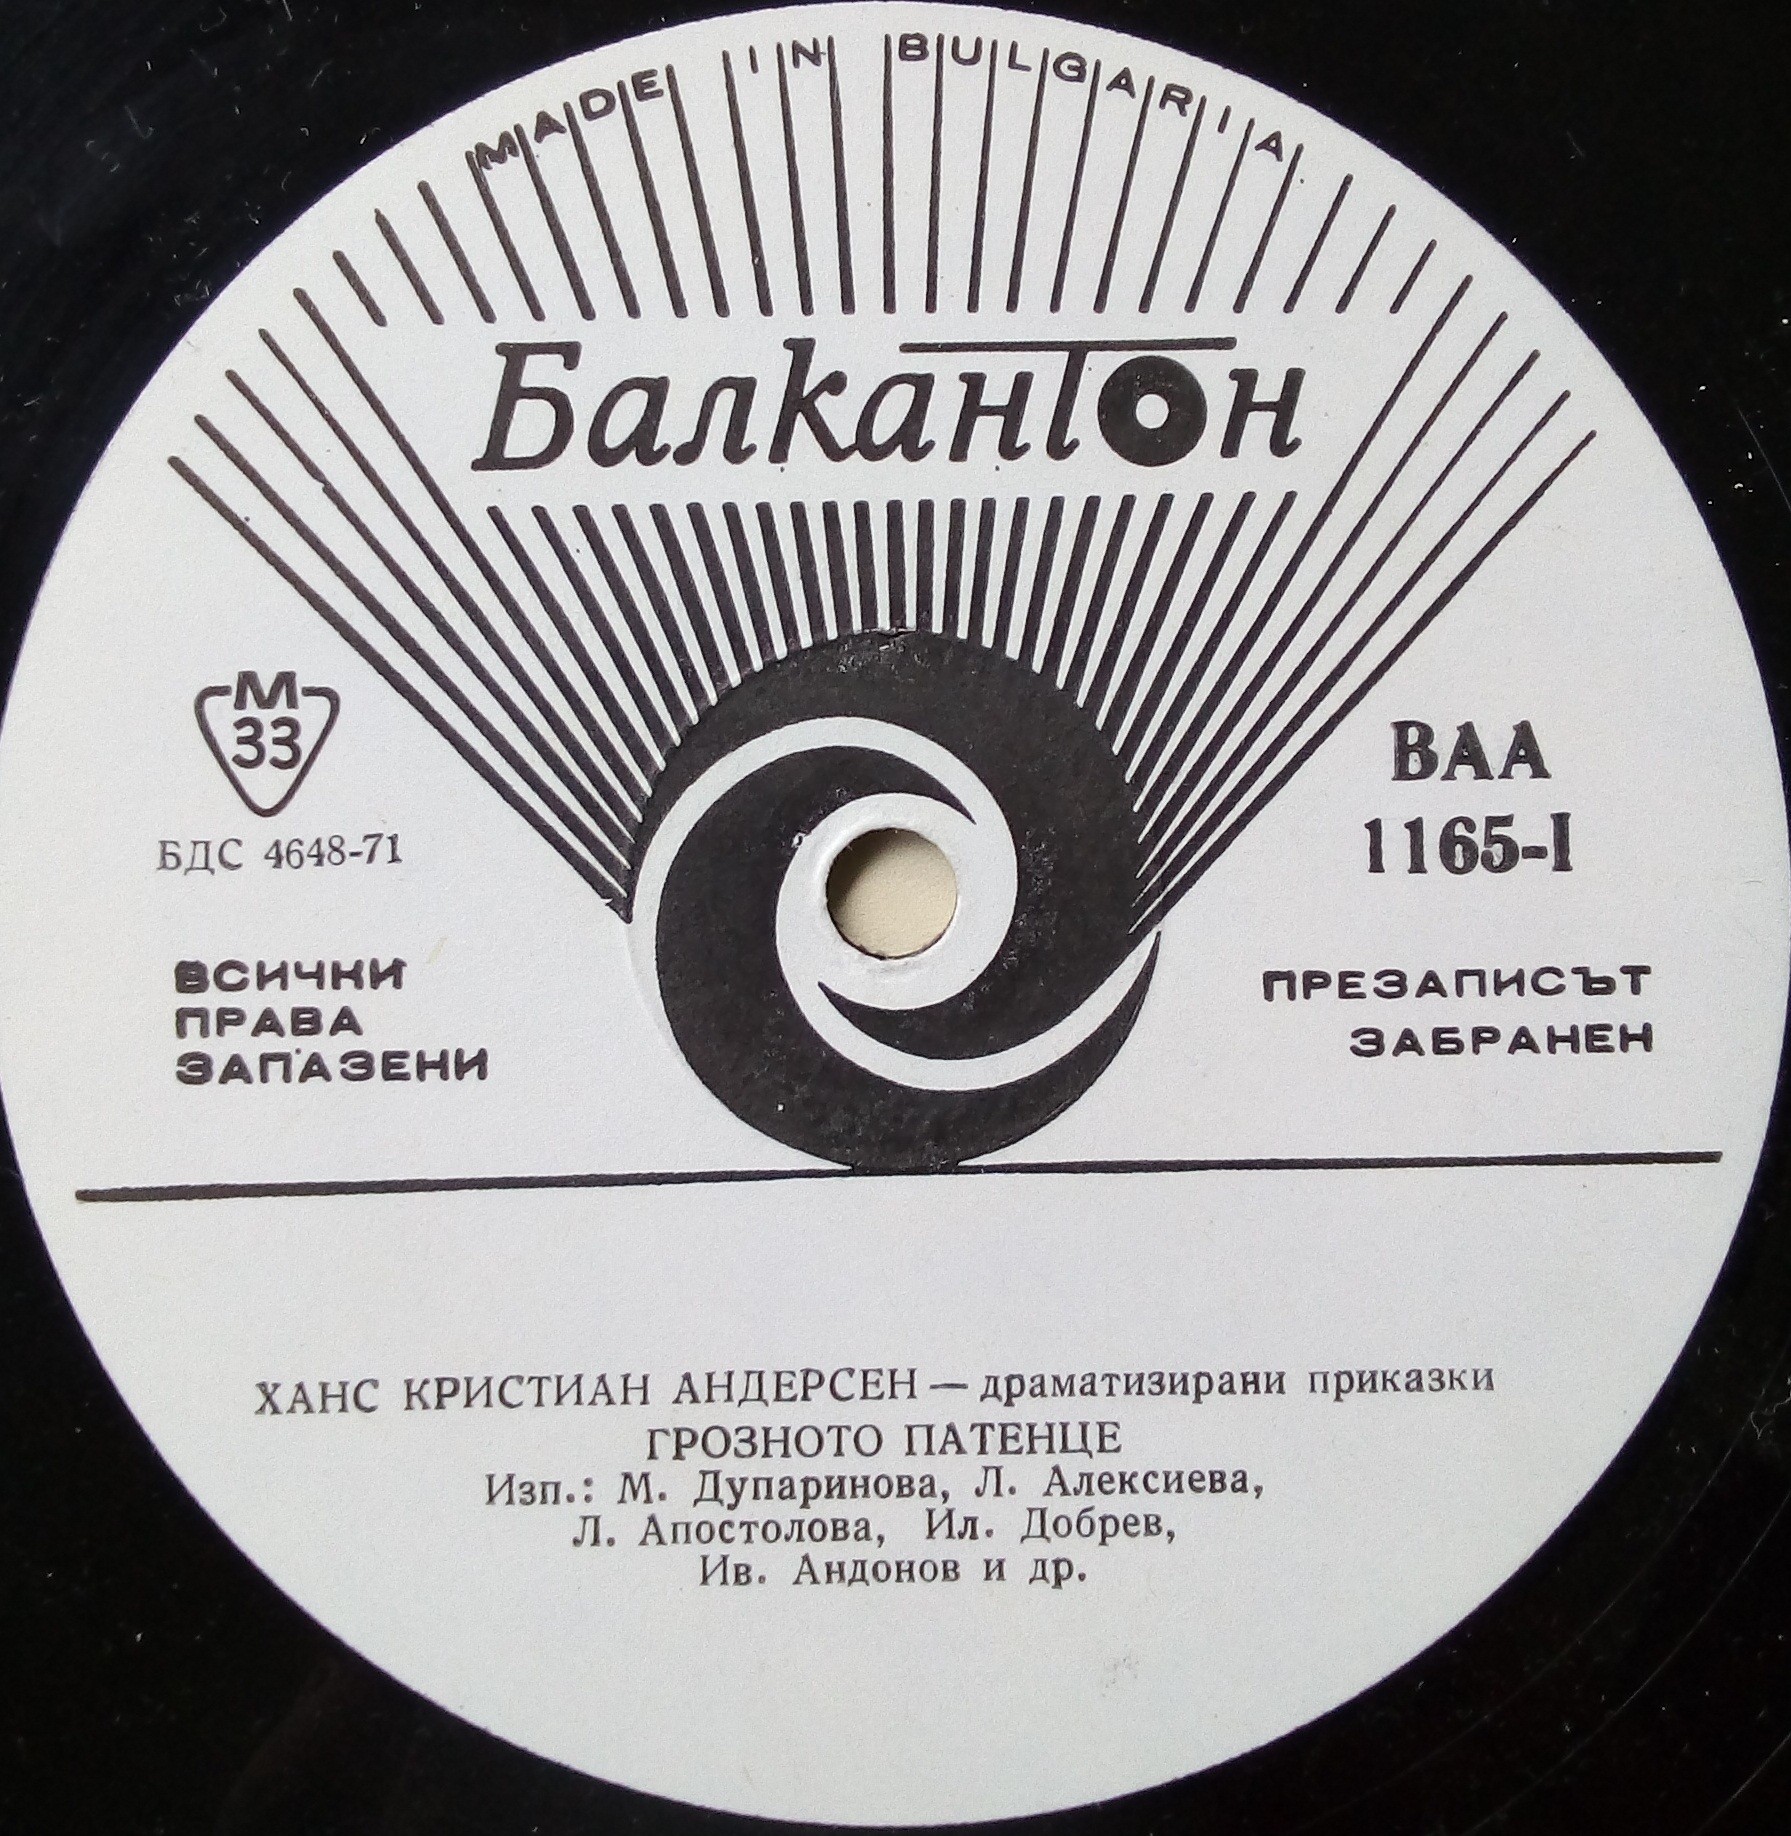 MADE IN BULGARIA
Балкантон
М
33
БДС 4648-71
ВАА
1165-I
ВСИЧКИ
ПРАВА
ЗАПАЗЕНИ
ПРЕЗАПИСЪТ
ЗАБРАНЕН
ХАНС КРИСТИАН АНДЕРСЕН — драматизирани приказки
ГРОЗНОТО ПАТЕНЦЕ
Изп.: М. Дупаринова, Л. Алексиева,
Л. Апостолова, Ил. Добрев,
Ив. Андонов и др.